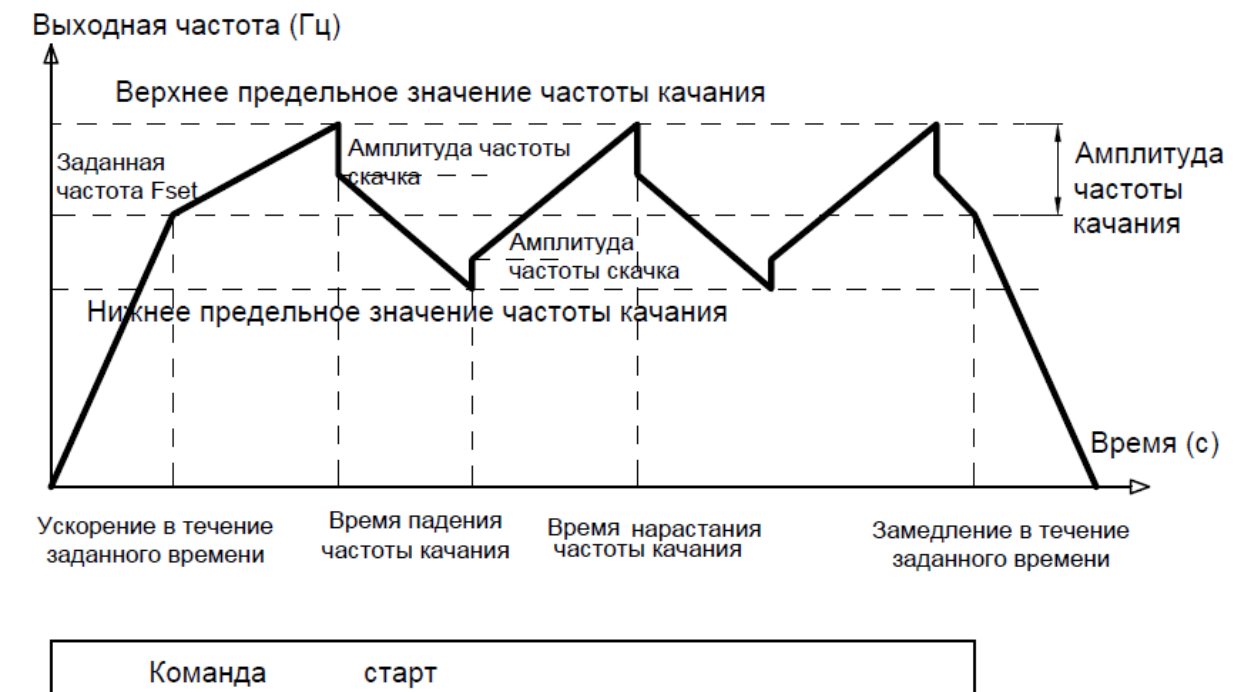 Выходная частота (Гц)
Верхнее предельное значение частоты качания
Заданная
частота Fset
Амплитуда частоты
скачка
Амплитуда
частоты
качания
Амплитуда
частоты скачка
Нижнее предельное значение частоты качания
Время (с)
Ускорение в течение
заданного времени
Время падения
частоты качания
Время нарастания
частоты качания
Замедление в течение
заданного времени
Команда старт